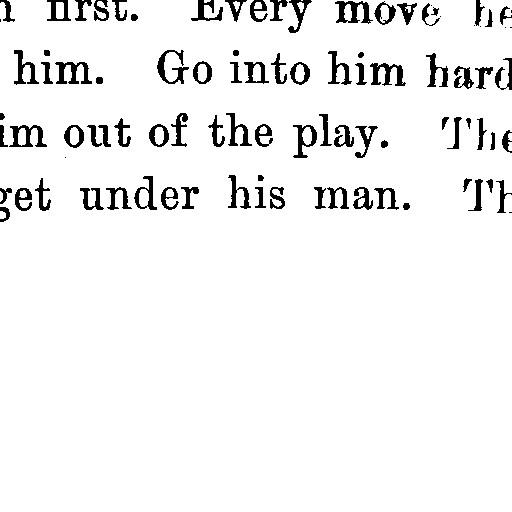 first. Every move he
him. Go into him hard
im out of the play. The
get under his man. Th